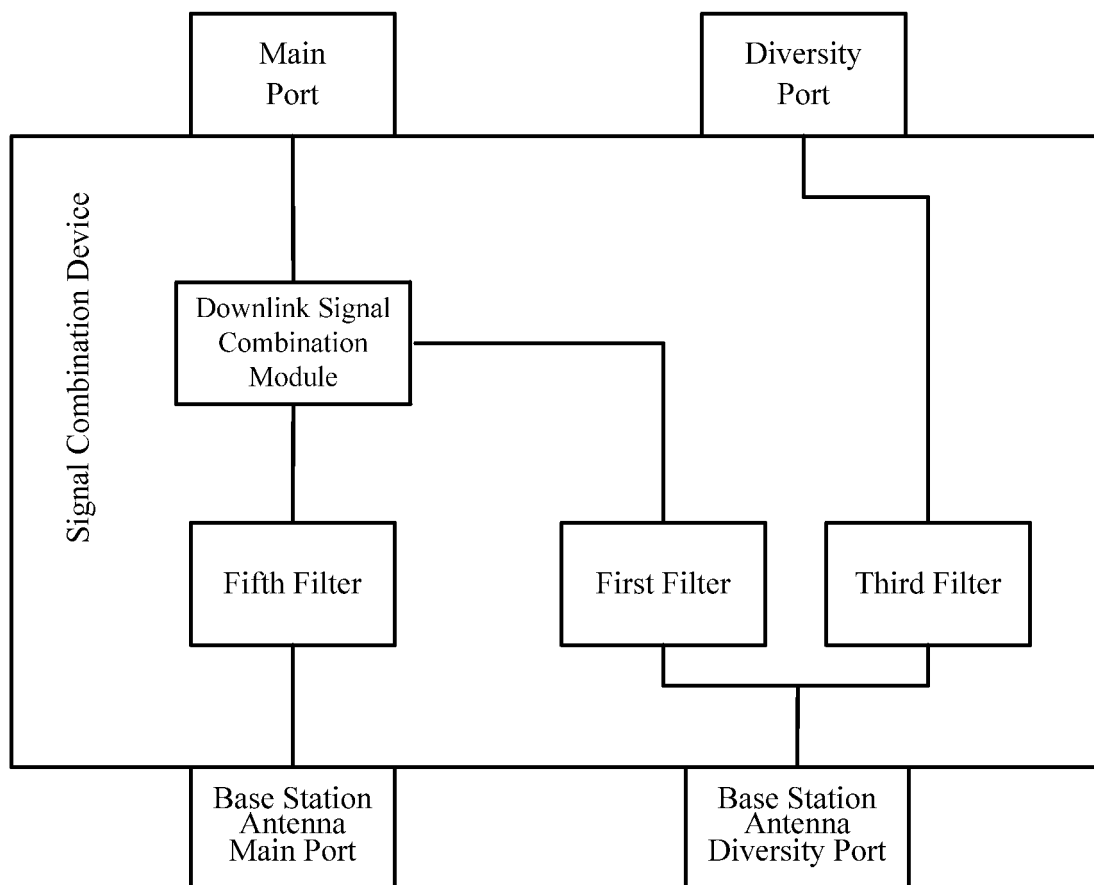 Main
Port
Diversity
Port
Signal Combination Device
Downlink Signal
Combination
Module
Fifth Filter
First Filter
Third Filter
Base Station
Antenna
Main Port
Base Station
Antenna
Diversity Port